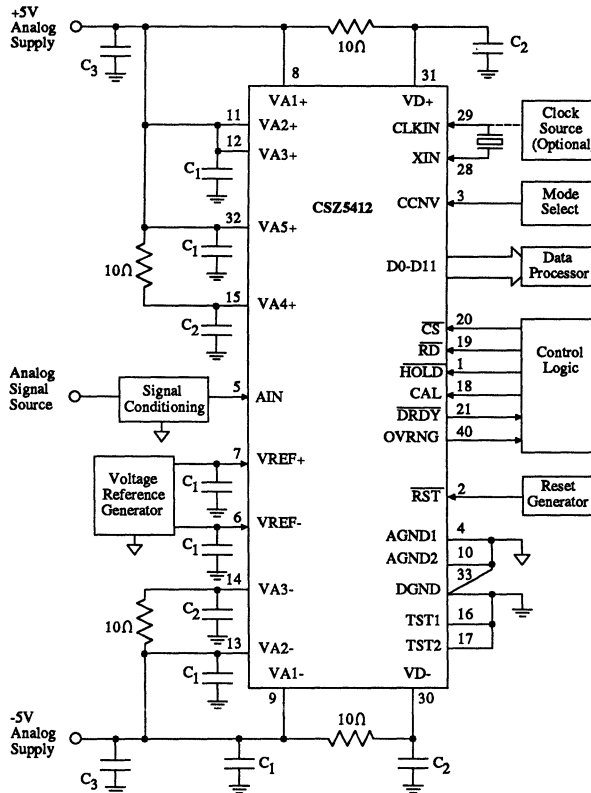 +5V
Analog
Supply
C3
10Ω
C2
8
31
VA1+
VD+
11
VA2+
12
VA3+
C1
CLKIN
29
XIN
28
Clock
Source
(Optional)
CSZ5412
CCNV
3
Mode
Select
32
VA5+
C1
10Ω
D0-D11
Data
Processor
15
VA4+
C2
CS
20
RD
19
HOLD
1
CAL
18
DRDY
21
OVRNG
40
Control
Logic
Analog
Signal
Source
Signal
Conditioning
5
AIN
7
VREF+
C1
Voltage
Reference
Generator
6
VREF-
C1
RST
2
Reset
Generator
AGND1
4
AGND2
10
33
DGND
TST1
16
TST2
17
14
VA3-
C2
10Ω
13
VA2-
C1
VA1-
VD-
9
30
-5V
Analog
Supply
10Ω
C3
C1
C2